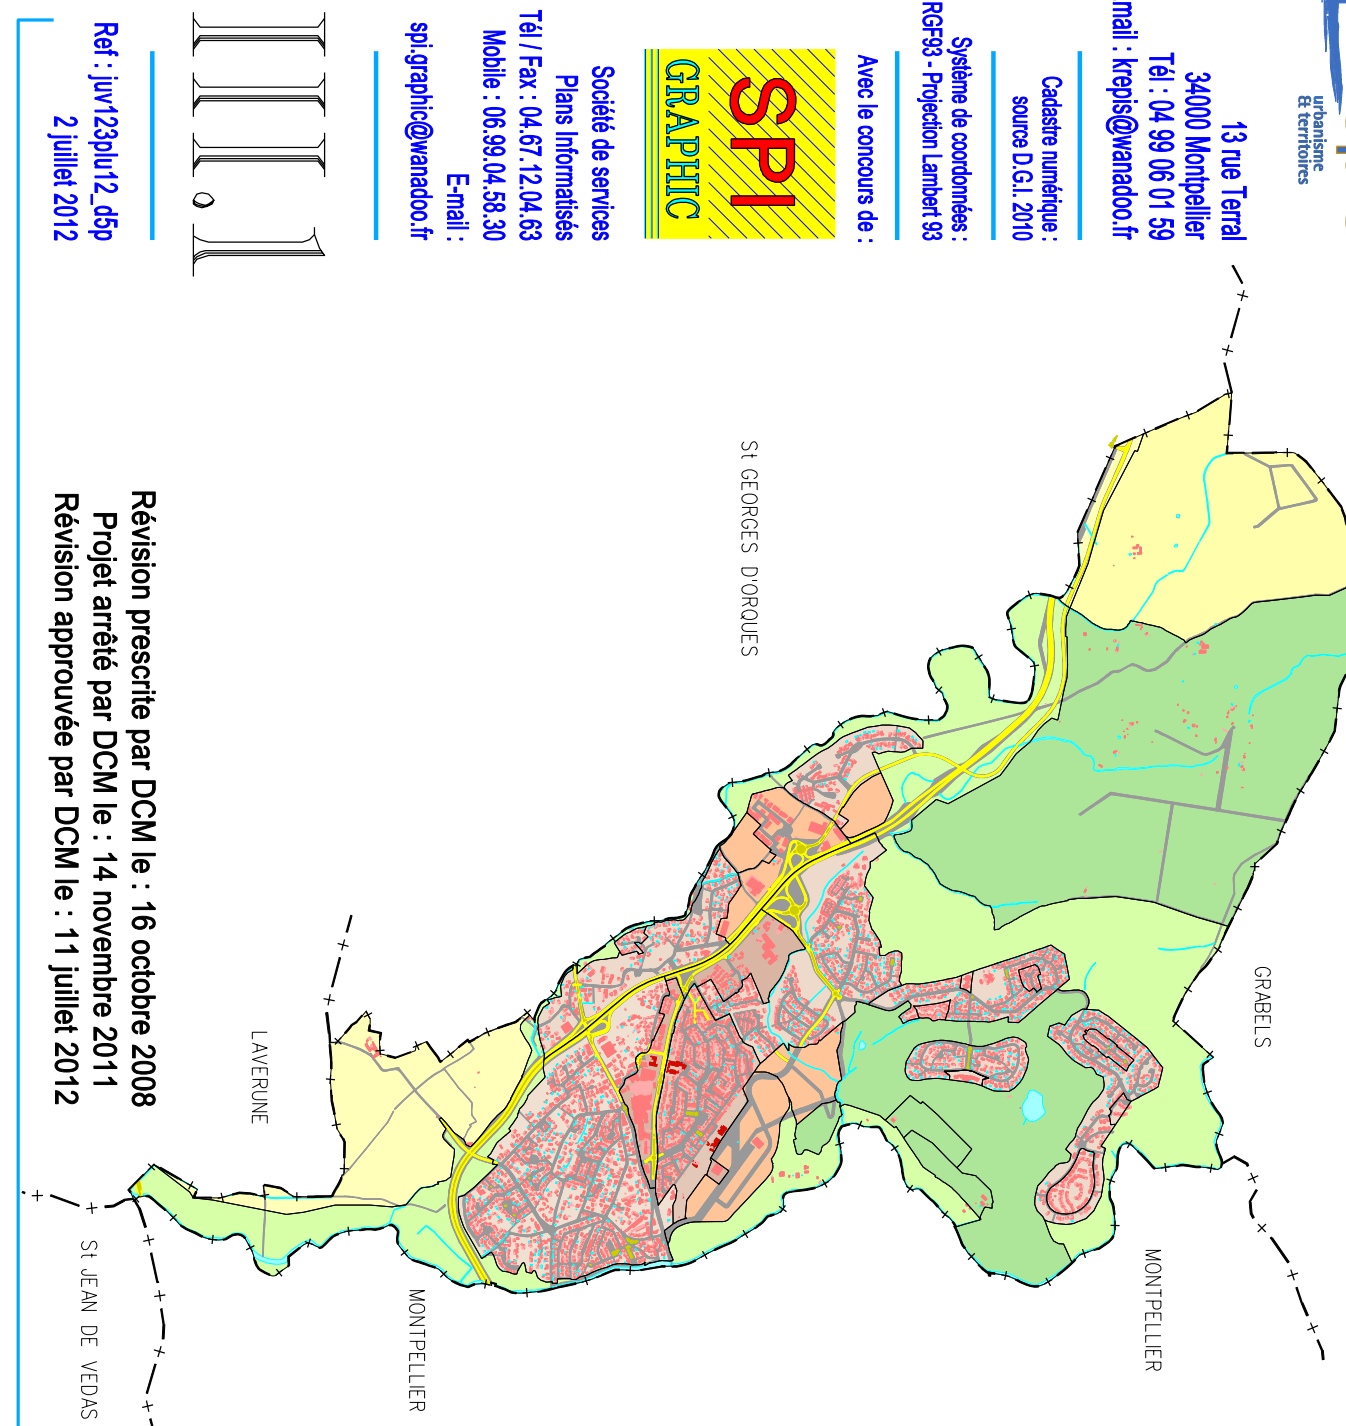 urbanisme
et territoires
13 rue Terral
34000 Montpellier
Tél : 04 99 06 01 59
mail : krepis@wanadoo.fr
Cadastre numérique :
source D.G.I. 2010
Système de coordonnées :
RGF93 - Projection Lambert 93
Avec le concours de :
SPI
GRAPHIC
Société de services
Plans Informatisés
Tél / Fax : 04.67.12.04.63
Mobile : 06.99.04.58.30
E-mail :
spi.graphic@wanadoo.fr
III.1
Ref : juv123plu12_d5p
2 juillet 2012
St GEORGES D'ORQUES
GRABELS
LAVERUNE
MONTPELLIER
MONTPELLIER
St JEAN DE VEDAS
Révision prescrite par DCM le : 16 octobre 2008
Projet arrêté par DCM le : 14 novembre 2011
Révision approuvée par DCM le : 11 juillet 2012